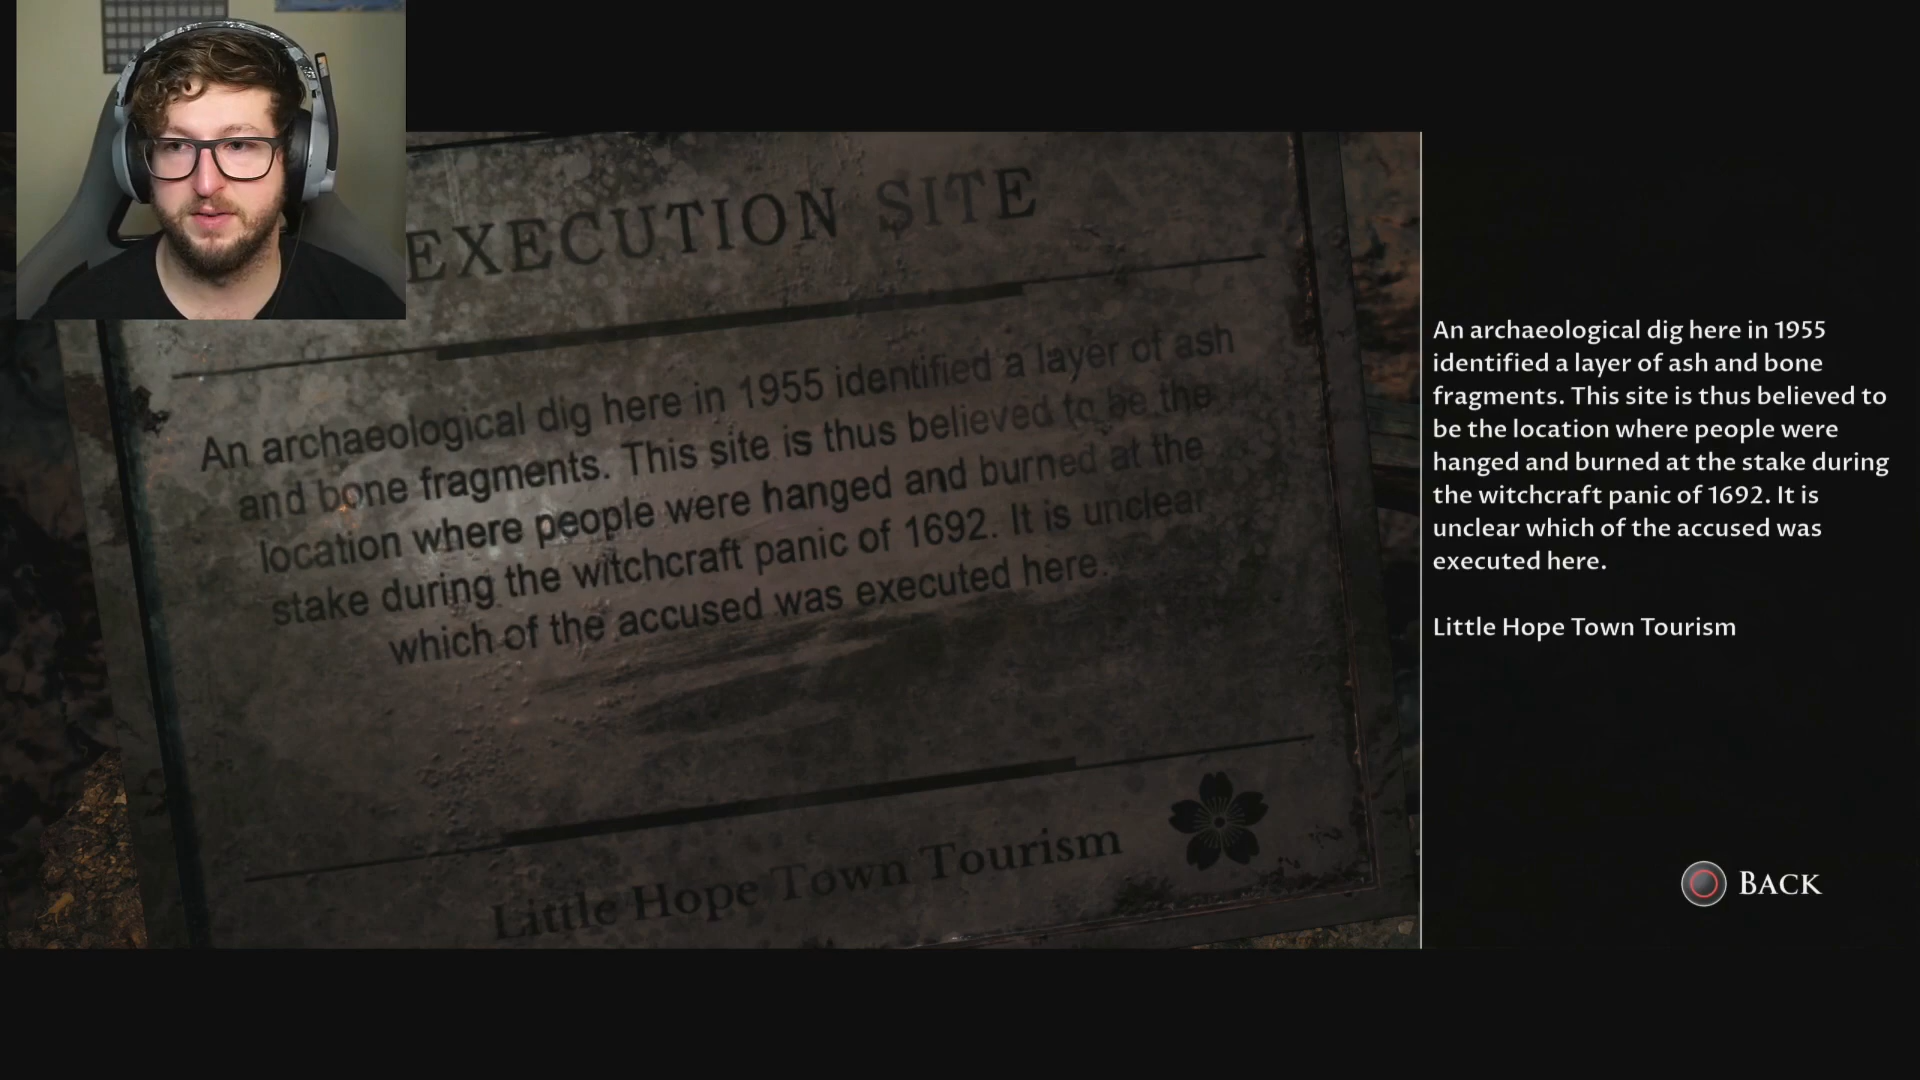 EXECUTION SITE
An archaeological dig here in 1955 identified a layer of ash
and bone fragments. This site is thus believed to be the
location where people were hanged and burned at the
stake during the witchcraft panic of 1692. It is unclear
which of the accused was executed here.
Little Hope Town Tourism
An archaeological dig here in 1955
identified a layer of ash and bone
fragments. This site is thus believed to
be the location where people were
hanged and burned at the stake during
the witchcraft panic of 1692. It is
unclear which of the accused was
executed here.
Little Hope Town Tourism
BACK